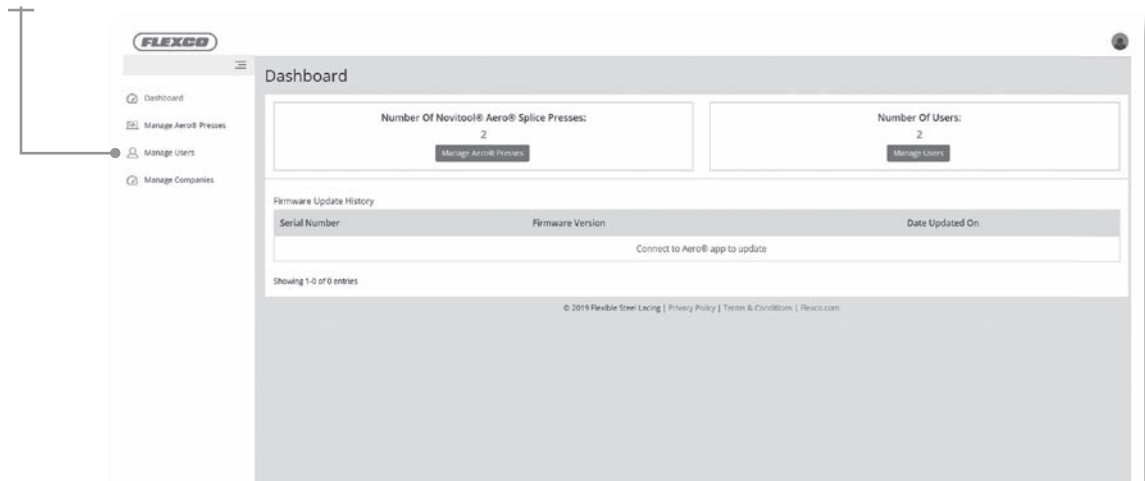 FLEXCO
Dashboard
Dashboard
Manage Aero® Presses
Manage Users
Manage Companies
Number Of Novitool® Aero® Splice Presses:
2
Manage Aero® Presses
Number Of Users:
2
Manage Users
Firmware Update History
Serial Number Firmware Version Date Updated On
Connect to Aero® app to update
Showing 1-0 of 0 entries
© 2019 Flexible Steel Lacing | Privacy Policy | Terms & Conditions | Flexco.com